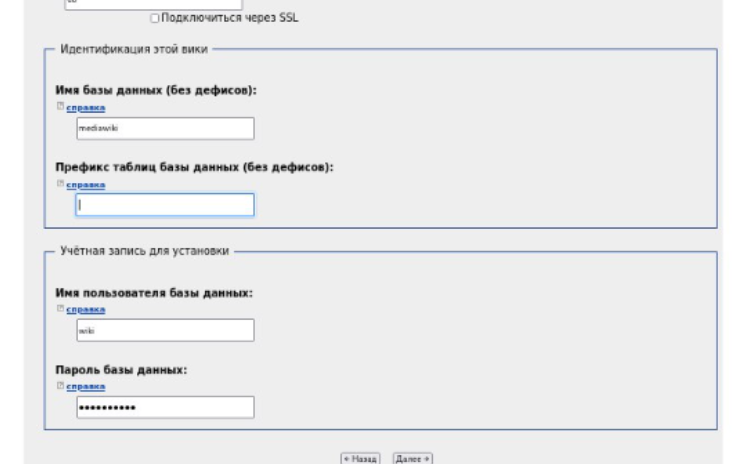 Подключиться через SSL
Идентификация этой вики
Имя базы данных (без дефисов):
справка
mediawiki
Префикс таблиц базы данных (без дефисов):
справка
Учётная запись для установки
Имя пользователя базы данных:
справка
wiki
Пароль базы данных:
справка
••••••••••
← Назад Далее →